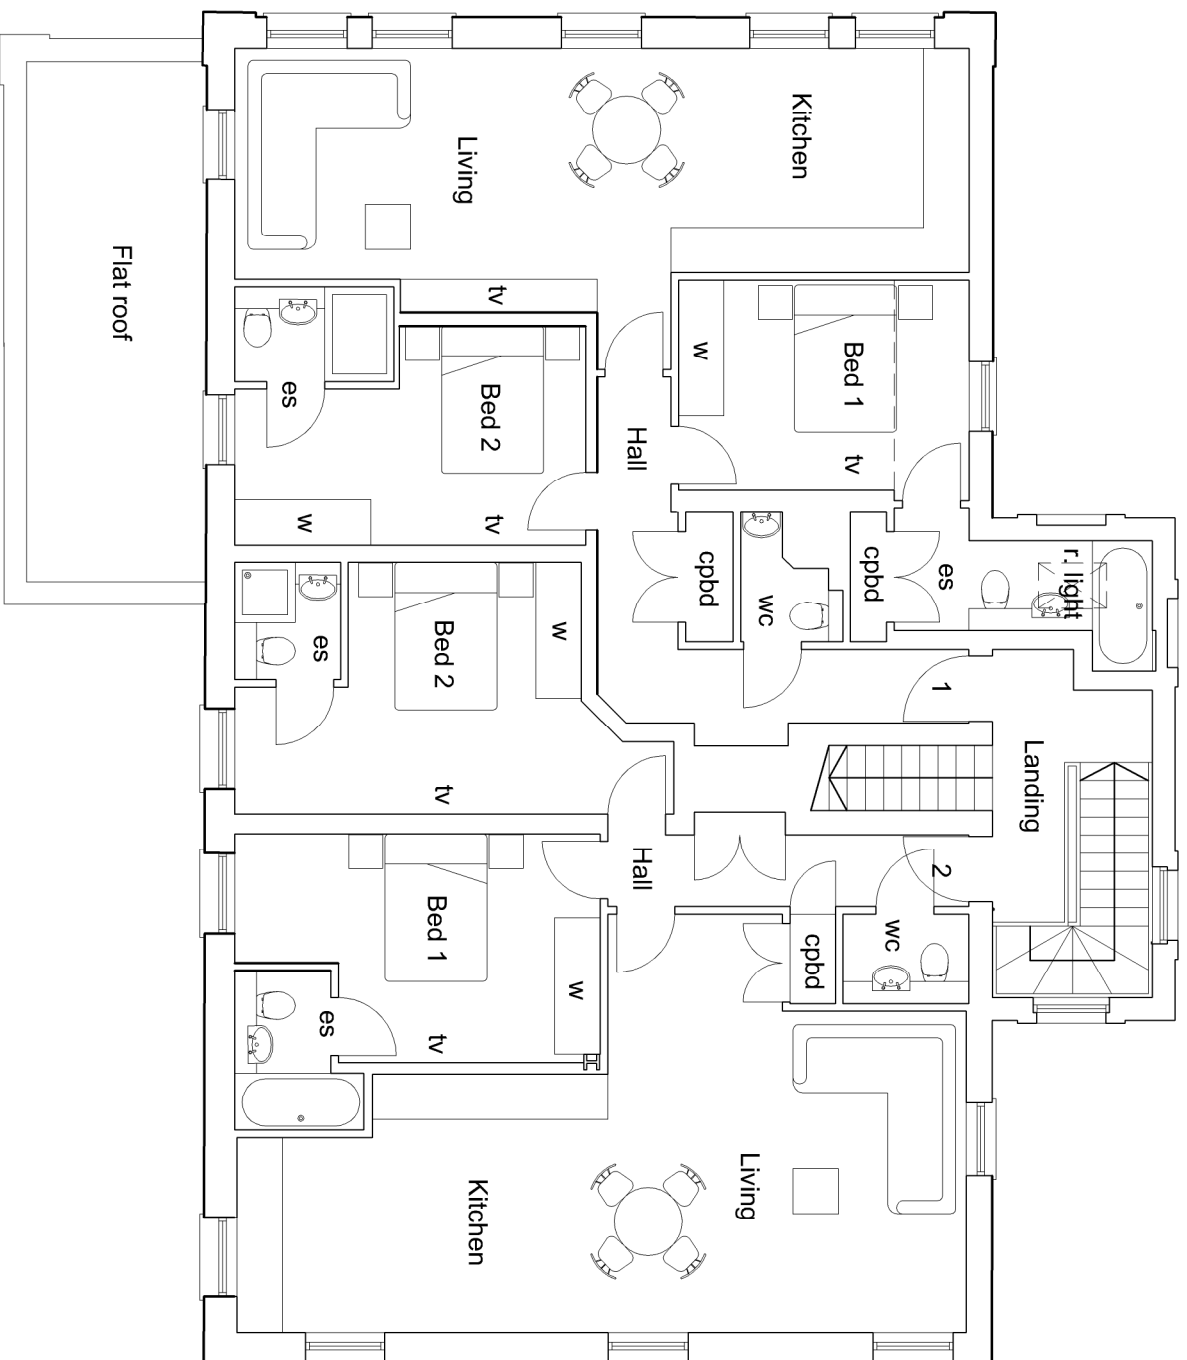 Kitchen
Living
Flat roof
tv
w
Bed 1
Bed 2
es
Hall
tv
tv
w
cpbd
cpbd
es
r. light
wc
w
es
Bed 2
1
Landing
tv
Hall
2
Bed 1
wc
cpbd
w
es
tv
Living
Kitchen